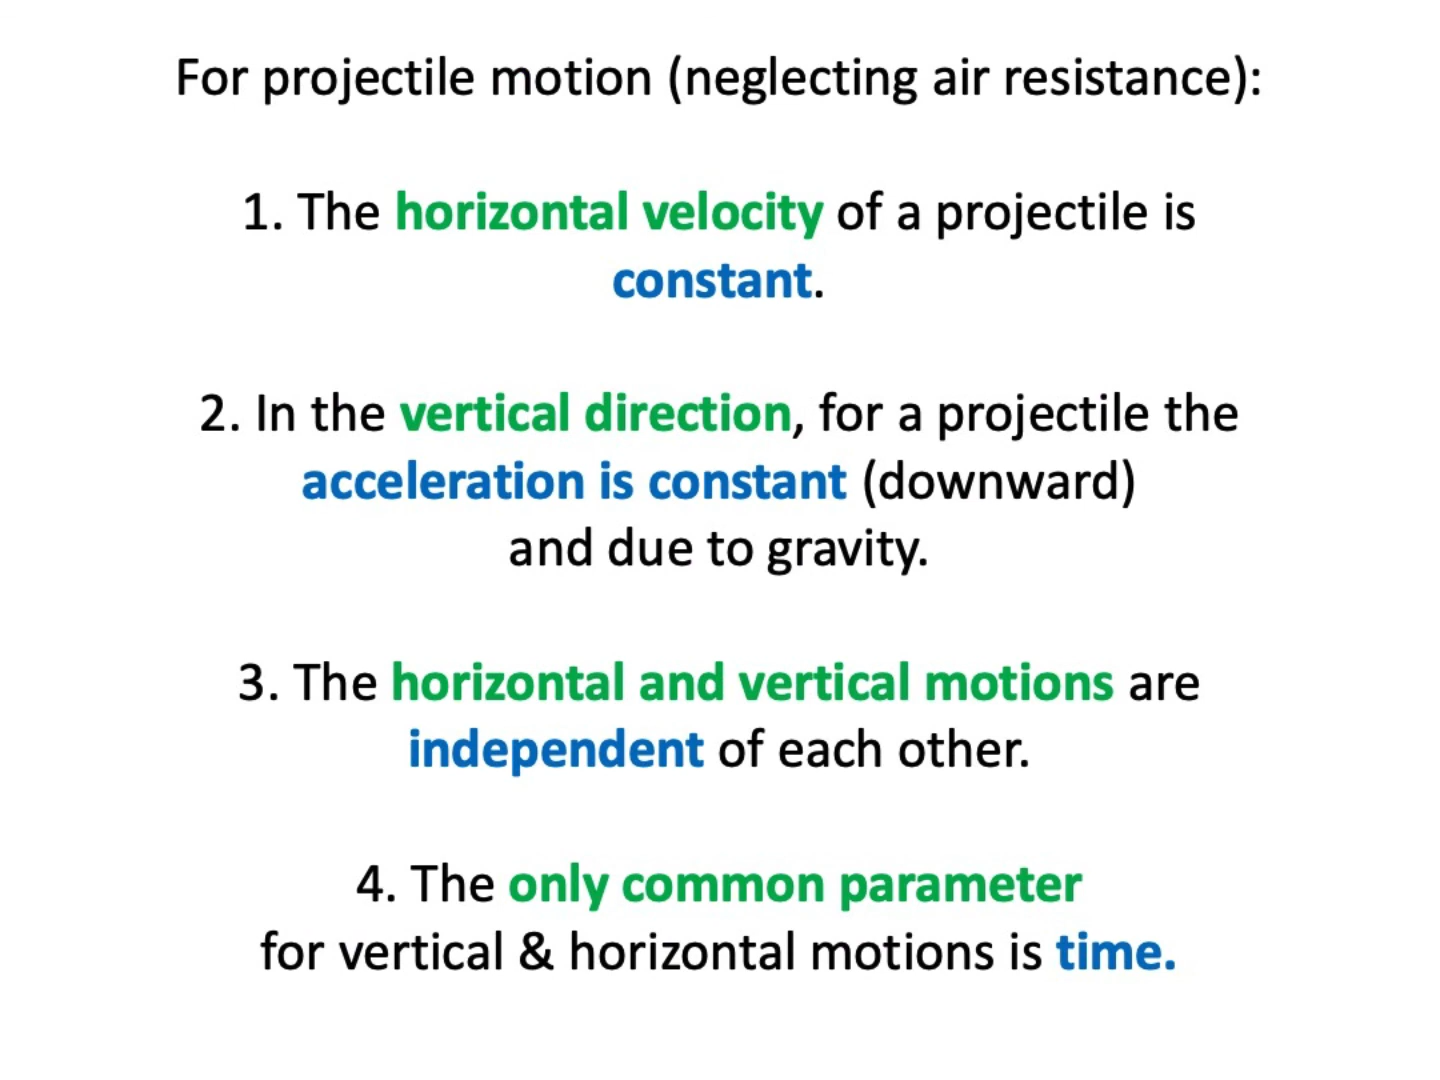 For projectile motion (neglecting air resistance):
1. The horizontal velocity of a projectile is
constant.
2. In the vertical direction, for a projectile the
acceleration is constant (downward)
and due to gravity.
3. The horizontal and vertical motions are
independent of each other.
4. The only common parameter
for vertical & horizontal motions is time.